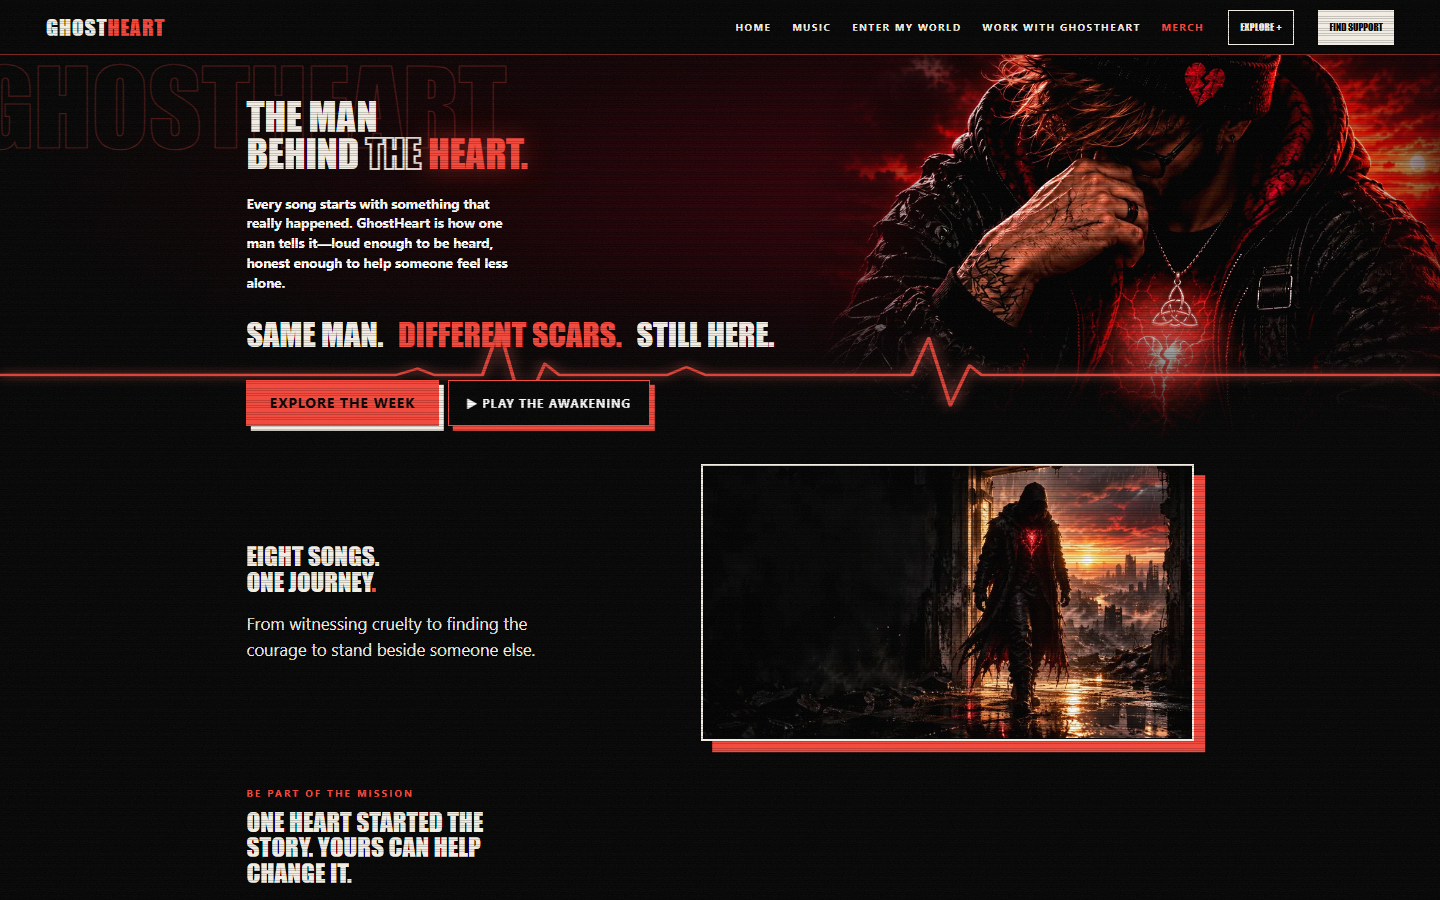 GHOSTHEART
HOME MUSIC ENTER MY WORLD WORK WITH GHOSTHEART MERCH EXPLORE + FIND SUPPORT
GHOSTHEART
THE MAN
BEHIND THE HEART.
Every song starts with something that
really happened. GhostHeart is how one
man tells it—loud enough to be heard,
honest enough to help someone feel less
alone.
SAME MAN. DIFFERENT SCARS. STILL HERE.
EXPLORE THE WEEK ▶ PLAY THE AWAKENING
EIGHT SONGS.
ONE JOURNEY.
From witnessing cruelty to finding the
courage to stand beside someone else.
BE PART OF THE MISSION
ONE HEART STARTED THE
STORY. YOURS CAN HELP
CHANGE IT.